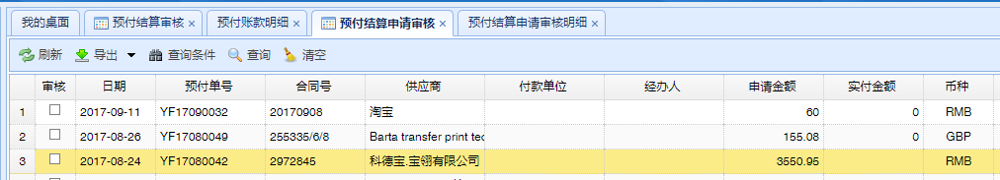 我的桌面 预付结算审核 × 预付账款明细 × 预付结算申请审核 × 预付结算申请审核明细 ×
刷新 导出 查询条件 查询 清空
审核 日期 预付单号 合同号 供应商 付款单位 经办人 申请金额 实付金额 币种
1 2017-09-11 YF17090032 20170908 淘宝 60 0 RMB
2 2017-08-26 YF17080049 255335/6/8 Barta transfer print tec 155.08 0 GBP
3 2017-08-24 YF17080042 2972845 科德宝.宝翎有限公司 3550.95 RMB